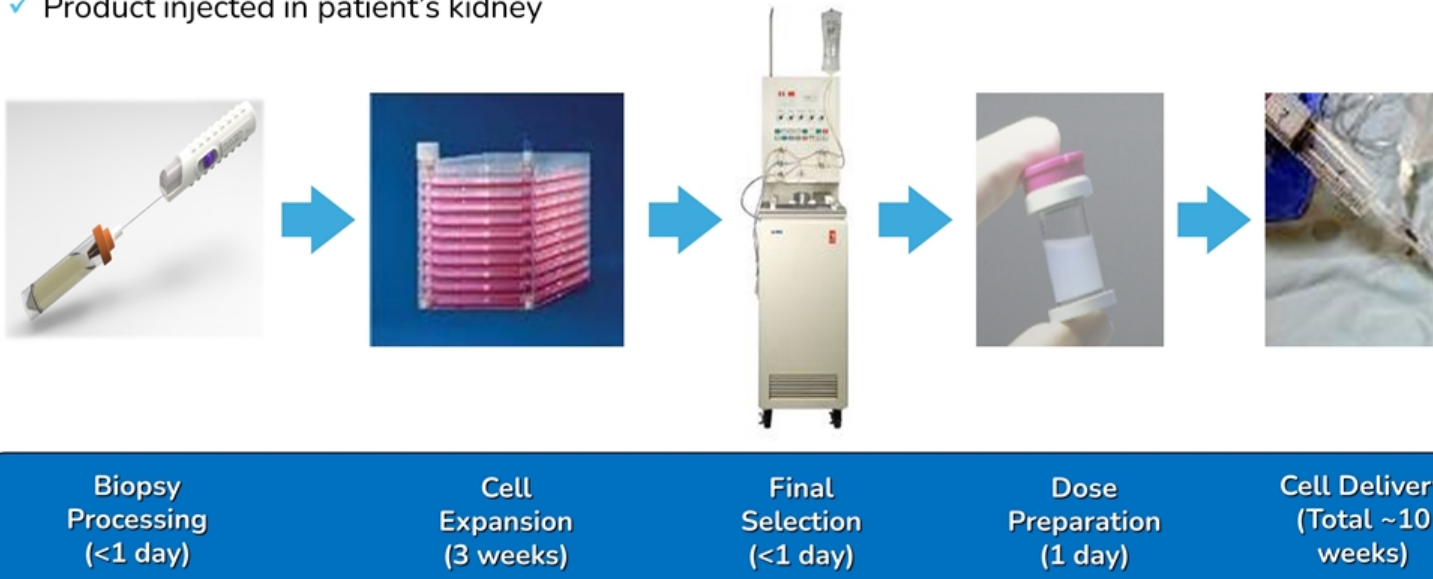 ✓ Product injected in patient's kidney
Biopsy
Processing
(<1 day)
Cell
Expansion
(3 weeks)
Final
Selection
(<1 day)
Dose
Preparation
(1 day)
Cell Deliver
(Total ~10
weeks)